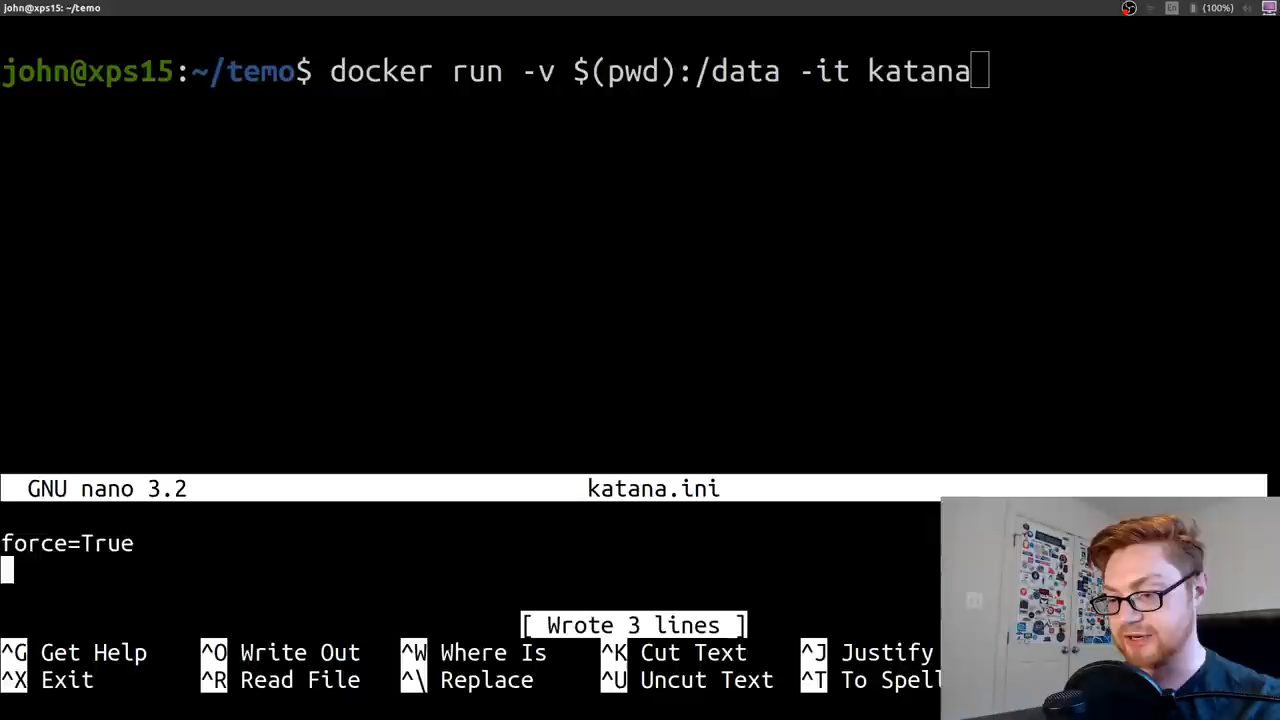 john@xps15: ~/temo
En
(100%)
john@xps15:~/temo$ docker run -v $(pwd):/data -it katana
GNU nano 3.2 katana.ini
force=True
[ Wrote 3 lines ]
^G Get Help ^O Write Out ^W Where Is ^K Cut Text ^J Justify
^X Exit ^R Read File ^\ Replace ^U Uncut Text ^T To Spell